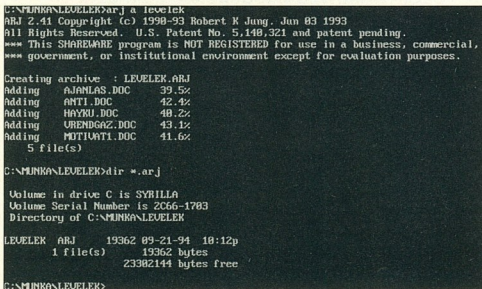 C:\MUNKA\LEVELEK>arj a levelek
ARJ 2.41 Copyright (c) 1990-93 Robert K Jung. Jun 03 1993
All Rights Reserved.  U.S. Patent No. 5,140,321 and patent pending.
*** This SHAREWARE program is NOT REGISTERED for use in a business, commercial,
*** government, or institutional environment except for evaluation purposes.
Creating archive  : LEVELEK.ARJ
Adding    AJANLAS.DOC     39.5%
Adding    ANTI.DOC        42.4%
Adding    HAYKU.DOC       40.2%
Adding    URENDGAZ.DOC    43.1%
Adding    MOTIVAT1.DOC    41.6%
5 file(s)
C:\MUNKA\LEVELEK>dir *.arj
Volume in drive C is SYRILLA
Volume Serial Number is 2C66-1703
Directory of C:\MUNKA\LEVELEK
LEVELEK  ARJ     19362 09-21-94  10:12p
1 file(s)      19362 bytes
23302144 bytes free
C:\MUNKA\LEVELEK>